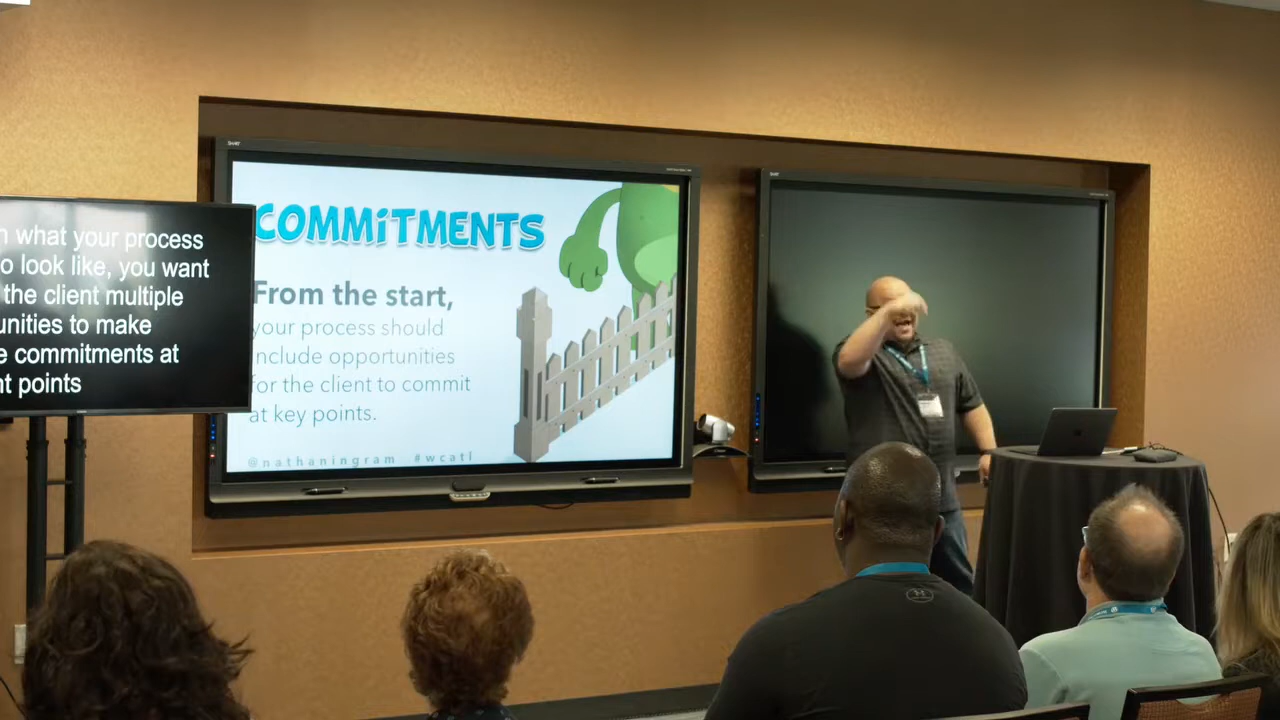 what your process
look like, you want
the client multiple
to make
commitments at
points
COMMiTMENTS
From the start,
your process should
include opportunities
for the client to commit
at key points.
@nathaningram #wcatl